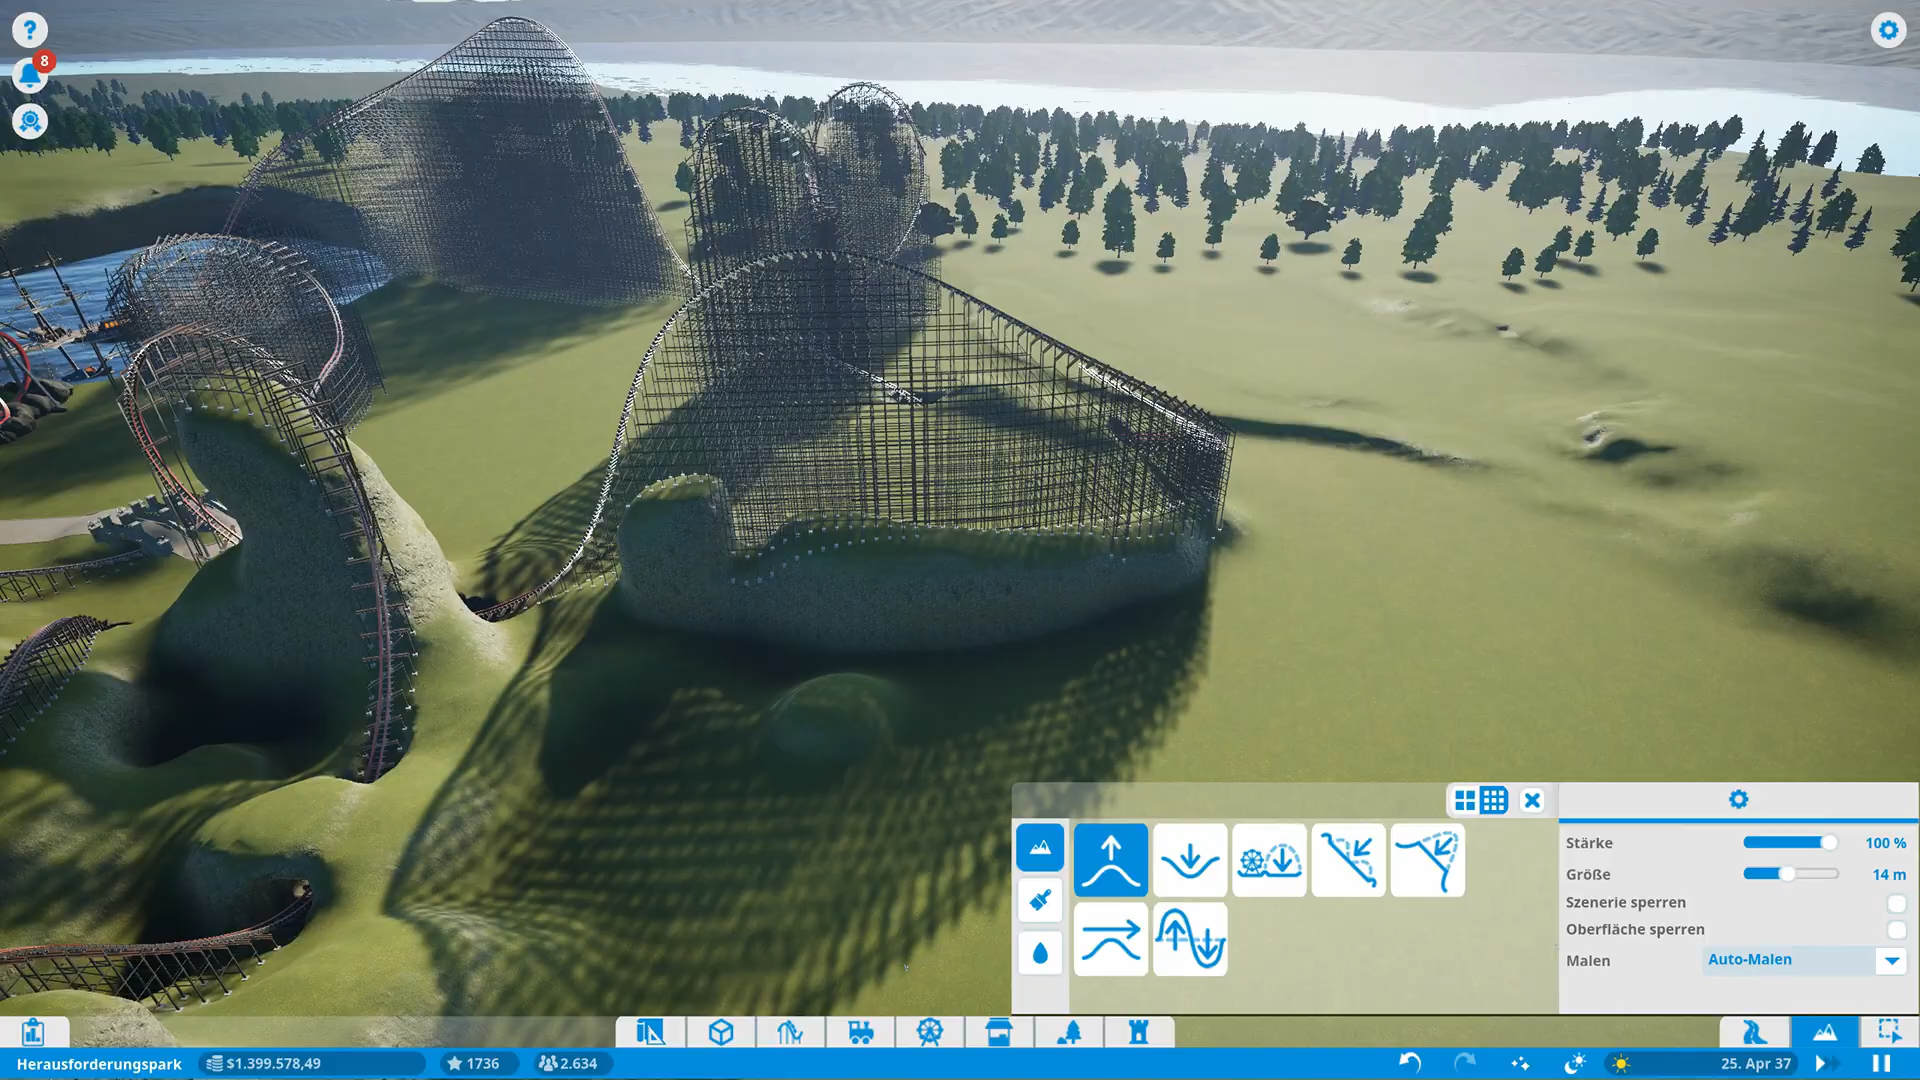 ?
8
Stärke 100 %
Größe 14 m
Szenerie sperren
Oberfläche sperren
Malen Auto-Malen
Herausforderungspark $1.399.578,49 1736 2.634 25. Apr 37